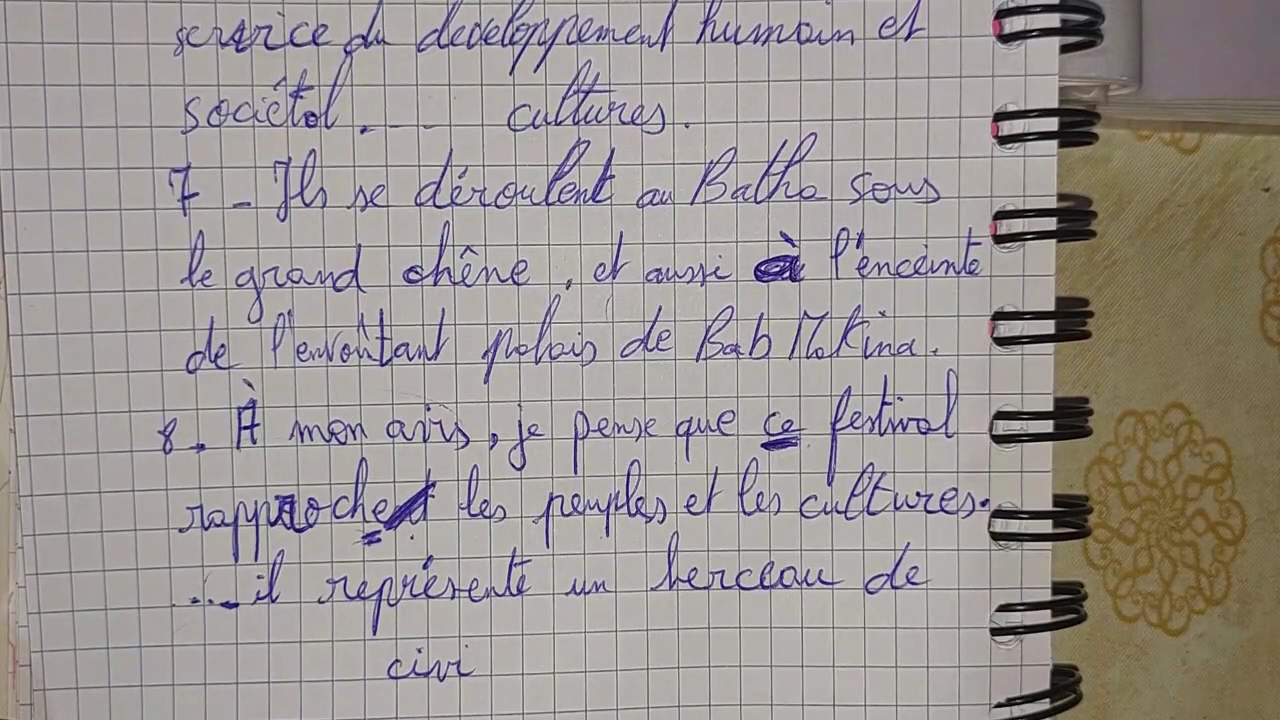 service du développement humain et
sociétal. __ __ cultures.
7 - Ils se déroulent au Batha sous
le grand chêne, et aussi à l'enceinte
de l'envoûtant palais de Bab Makina.
8. À mon avis, je pense que ce festival
rapproche les peuples et les cultures.
... il représente un berceau de
civi